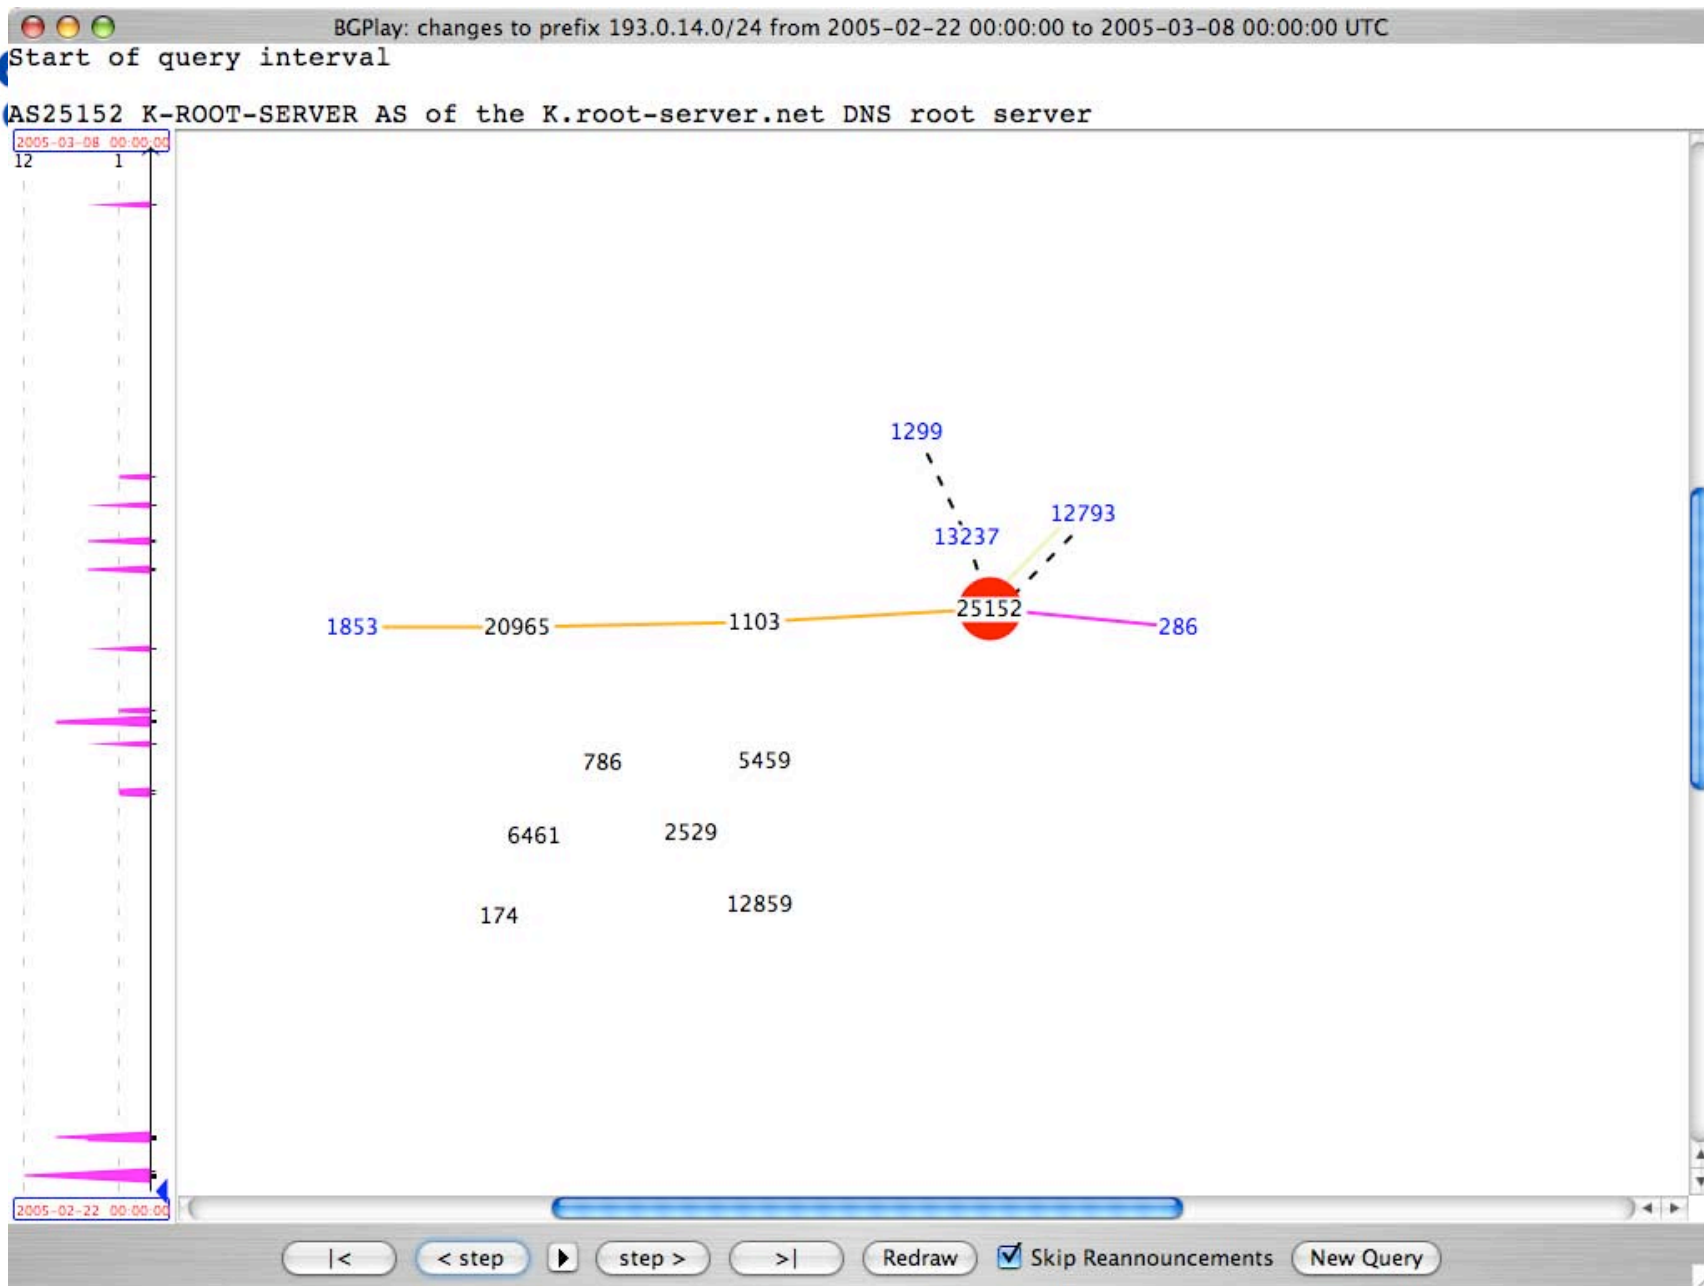 BGPlay: changes to prefix 193.0.14.0/24 from 2005-02-22 00:00:00 to 2005-03-08 00:00:00 UTC
Start of query interval
AS25152 K-ROOT-SERVER AS of the K.root-server.net DNS root server
2005-03-08 00:00:00
12 1
1299
12793
13237
25152
1853 20965 1103 286
786 5459
6461 2529
174 12859
2005-02-22 00:00:00
|< < step step > >| Redraw Skip Reannouncements New Query